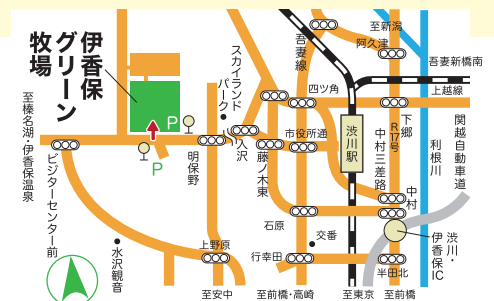 伊香保
グリーン
牧場
至榛名湖・伊香保温泉
ビジターセンター前
P
P
明保野
水沢観音
上野原
至安中
スカイランド
パーク
入沢
藤ノ木東
石原
行幸田
交番
至前橋・高崎
吾妻線
四ツ角
市役所通
渋川駅
至新潟
阿久津
吾妻新橋南
上越線
下郷
R17号
中村三差路
中村
利根川
関越自動車道
渋川・
伊香保IC
半田北
至東京
至前橋